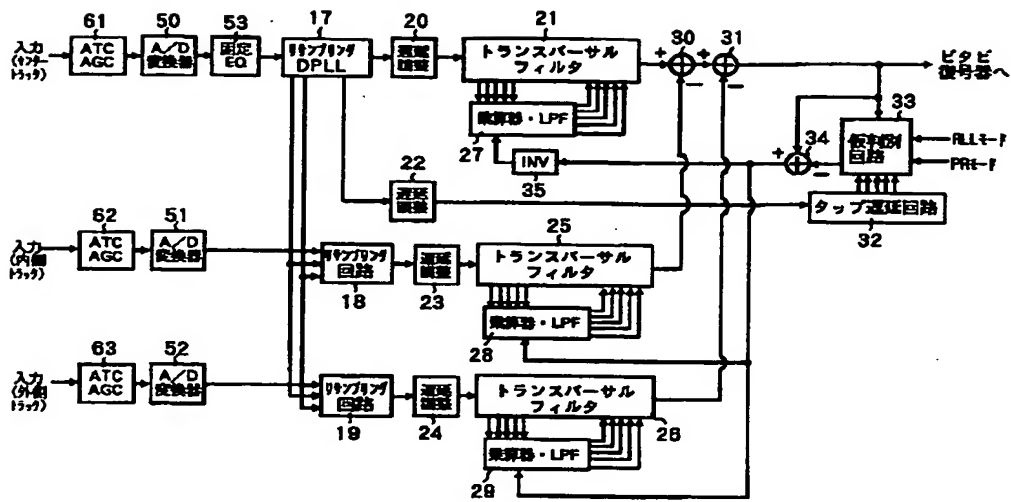 61
50
53
17
20
21
30
31
入力
(センター
トラック)
ATC
AGC
A/D
変換器
固定
EQ
リサンプリング
DPLL
遅延
調整
トランスバーサル
フィルタ
+
−
+
−
ビタビ
復号器へ
乗算器・LPF
27
INV
35
34
+
−
33
仮判別
回路
RLLモード
PRモード
22
遅延
調整
タップ遅延回路
32
62
51
25
入力
(内側
トラック)
ATC
AGC
A/D
変換器
リサンプリング
回路
18
遅延
調整
23
トランスバーサル
フィルタ
乗算器・LPF
28
63
52
入力
(外側
トラック)
ATC
AGC
A/D
変換器
リサンプリング
回路
19
遅延
調整
24
トランスバーサル
フィルタ
26
乗算器・LPF
29